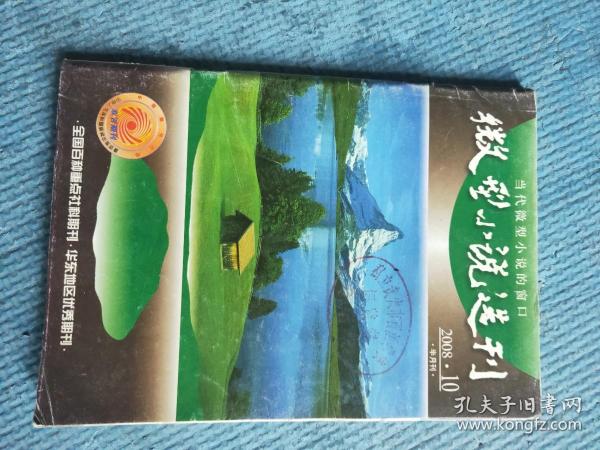 微型小说选刊
当代微型小说的窗口
2008·10
·半月刊·
·全国百种重点社科期刊·华东地区优秀期刊·
孔夫子旧书网
www.kongfz.com